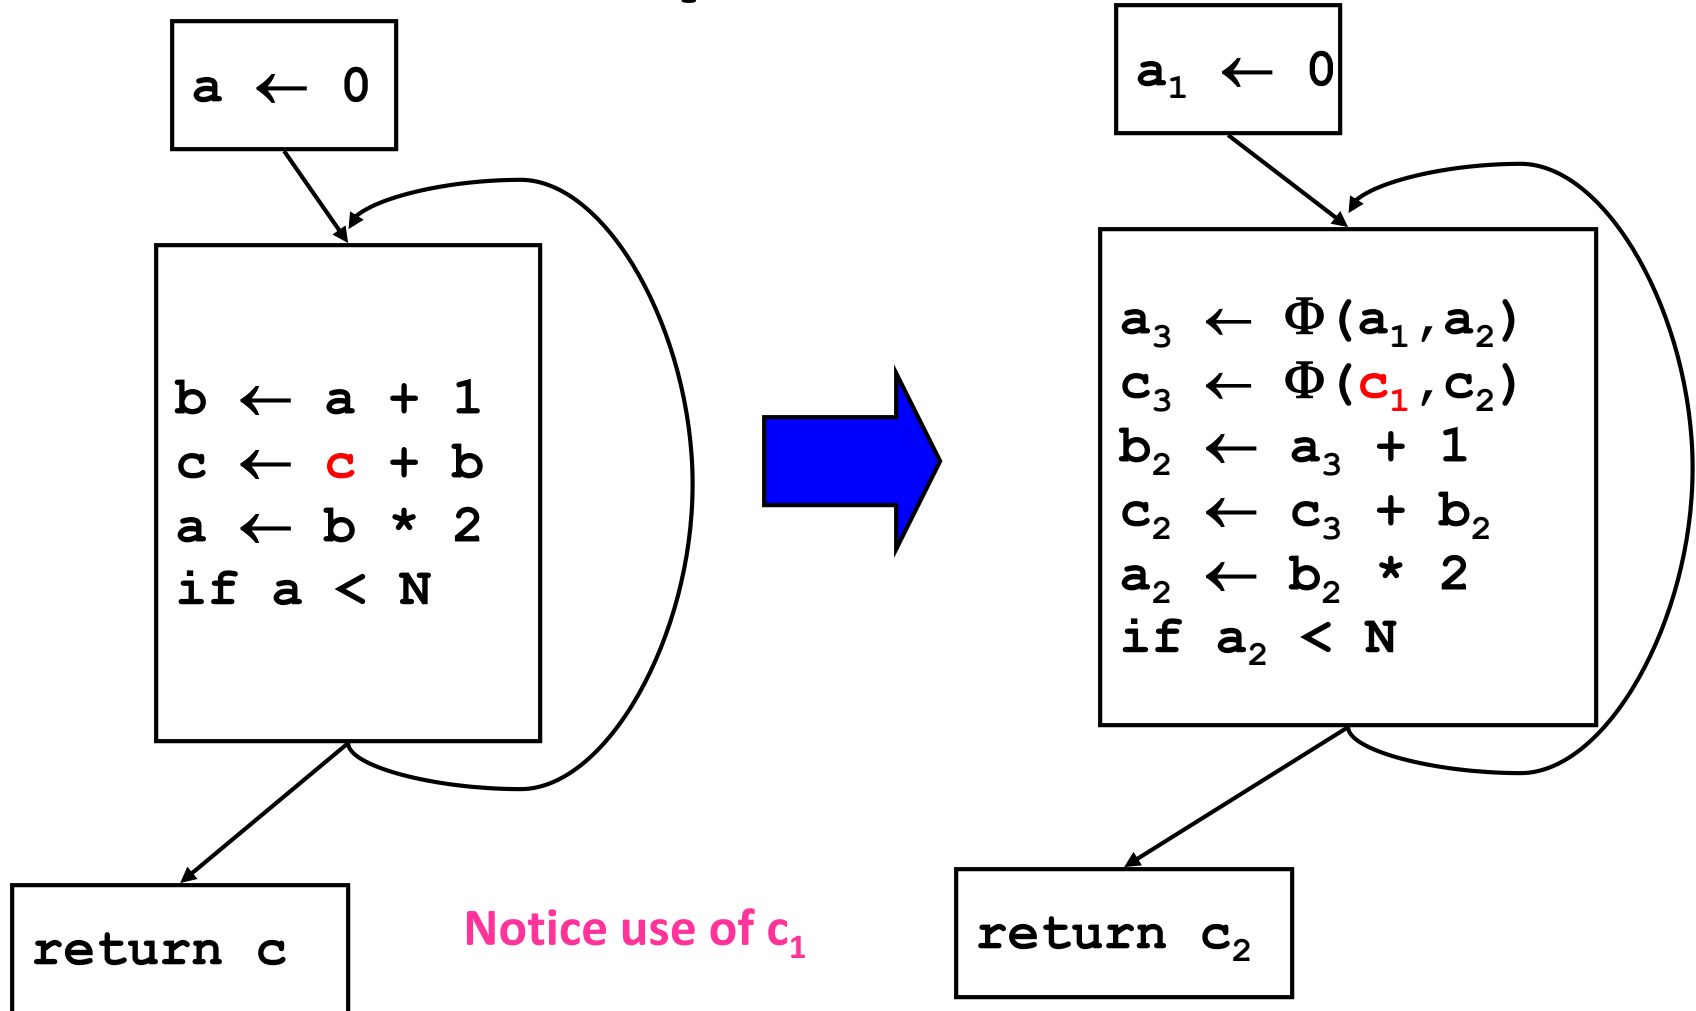 a ← 0
b ← a + 1
c ← c + b
a ← b * 2
if a < N
return c
Notice use of c₁
a₁ ← 0
a₃ ← Φ(a₁,a₂)
c₃ ← Φ(c₁,c₂)
b₂ ← a₃ + 1
c₂ ← c₃ + b₂
a₂ ← b₂ * 2
if a₂ < N
return c₂